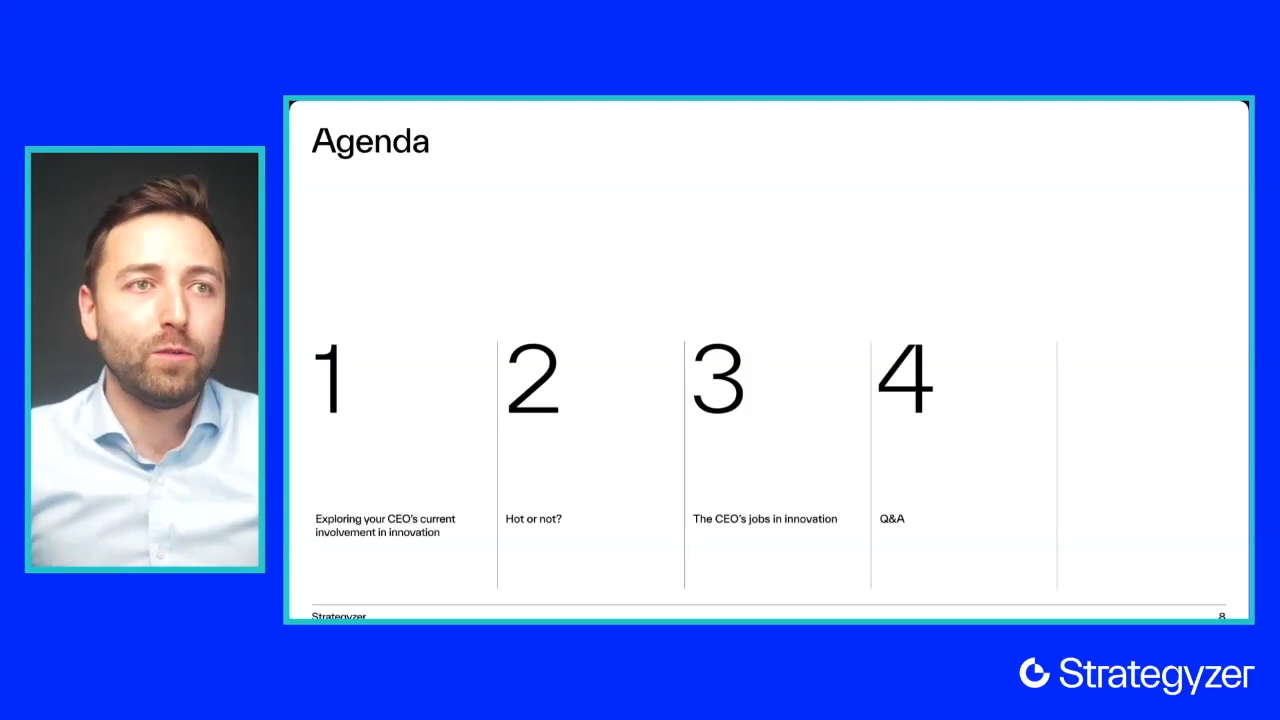 Agenda
1
2
3
4
Exploring your CEO's current
involvement in innovation
Hot or not?
The CEO's jobs in innovation
Q&A
Strategyzer
8
Strategyzer